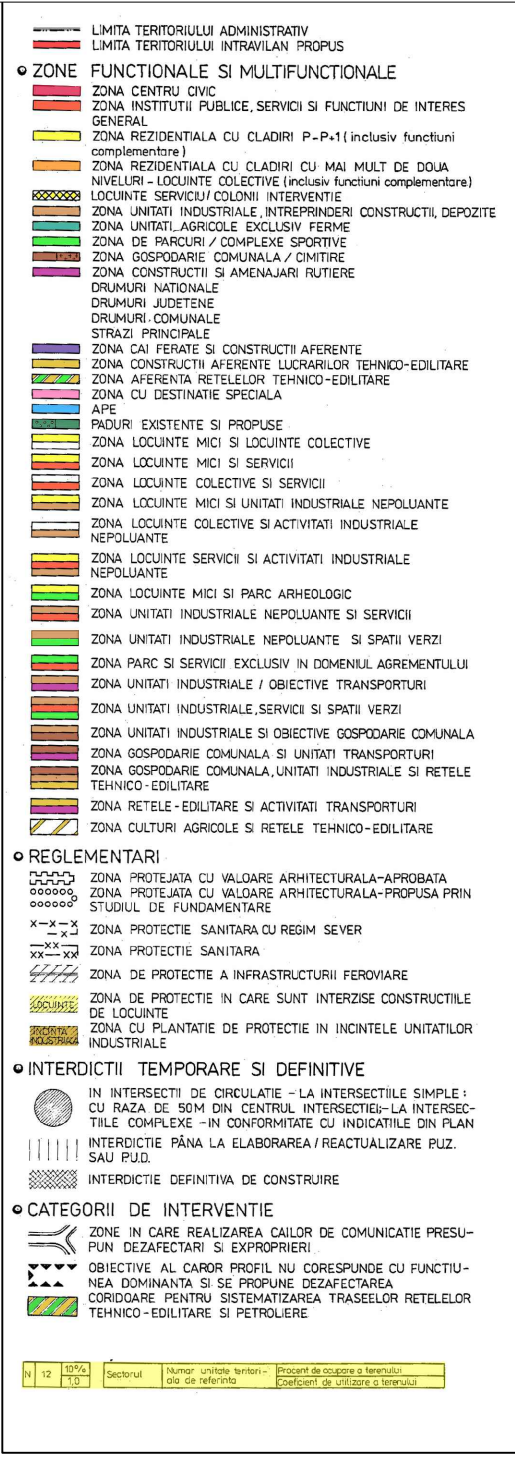 LIMITA TERITORIULUI ADMINISTRATIV
LIMITA TERITORIULUI INTRAVILAN PROPUS
ZONE FUNCTIONALE SI MULTIFUNCTIONALE
ZONA CENTRU CIVIC
ZONA INSTITUTII PUBLICE, SERVICII SI FUNCTIUNI DE INTERES
GENERAL
ZONA REZIDENTIALA CU CLADIRI P-P+1 (inclusiv functiuni
complementare)
ZONA REZIDENTIALA CU CLADIRI CU MAI MULT DE DOUA
NIVELURI - LOCUINTE COLECTIVE (inclusiv functiuni complementare)
LOCUINTE SERVICIU/ COLONII INTERVENTIE
ZONA UNITATI INDUSTRIALE, INTREPRINDERI CONSTRUCTII, DEPOZITE
ZONA UNITATI AGRICOLE EXCLUSIV FERME
ZONA DE PARCURI / COMPLEXE SPORTIVE
ZONA GOSPODARIE COMUNALA / CIMITIRE
ZONA CONSTRUCTII SI AMENAJARI RUTIERE
DRUMURI NATIONALE
DRUMURI JUDETENE
DRUMURI COMUNALE
STRAZI PRINCIPALE
ZONA CAI FERATE SI CONSTRUCTII AFERENTE
ZONA CONSTRUCTII AFERENTE LUCRARILOR TEHNICO-EDILITARE
ZONA AFERENTA RETELELOR TEHNICO-EDILITARE
ZONA CU DESTINATIE SPECIALA
APE
PADURI EXISTENTE SI PROPUSE
ZONA LOCUINTE MICI SI LOCUINTE COLECTIVE
ZONA LOCUINTE MICI SI SERVICII
ZONA LOCUINTE COLECTIVE SI SERVICII
ZONA LOCUINTE MICI SI UNITATI INDUSTRIALE NEPOLUANTE
ZONA LOCUINTE COLECTIVE SI ACTIVITATI INDUSTRIALE
NEPOLUANTE
ZONA LOCUINTE SERVICII SI ACTIVITATI INDUSTRIALE
NEPOLUANTE
ZONA LOCUINTE MICI SI PARC ARHEOLOGIC
ZONA UNITATI INDUSTRIALE NEPOLUANTE SI SERVICII
ZONA UNITATI INDUSTRIALE NEPOLUANTE SI SPATII VERZI
ZONA PARC SI SERVICII EXCLUSIV IN DOMENIUL AGREMENTULUI
ZONA UNITATI INDUSTRIALE / OBIECTIVE TRANSPORTURI
ZONA UNITATI INDUSTRIALE, SERVICII SI SPATII VERZI
ZONA UNITATI INDUSTRIALE SI OBIECTIVE GOSPODARIE COMUNALA
ZONA GOSPODARIE COMUNALA SI UNITATI TRANSPORTURI
ZONA GOSPODARIE COMUNALA, UNITATI INDUSTRIALE SI RETELE
TEHNICO-EDILITARE
ZONA RETELE-EDILITARE SI ACTIVITATI TRANSPORTURI
ZONA CULTURI AGRICOLE SI RETELE TEHNICO-EDILITARE
REGLEMENTARI
ZONA PROTEJATA CU VALOARE ARHITECTURALA-APROBATA
ZONA PROTEJATA CU VALOARE ARHITECTURALA-PROPUSA PRIN
STUDIUL DE FUNDAMENTARE
ZONA PROTECTIE SANITARA CU REGIM SEVER
ZONA PROTECTIE SANITARA
ZONA DE PROTECTIE A INFRASTRUCTURII FEROVIARE
LOCUINTE ZONA DE PROTECTIE IN CARE SUNT INTERZISE CONSTRUCTIILE
DE LOCUINTE
INCINTA ZONA CU PLANTATIE DE PROTECTIE IN INCINTELE UNITATILOR
INDUSTRIALA INDUSTRIALE
INTERDICTII TEMPORARE SI DEFINITIVE
IN INTERSECTII DE CIRCULATIE - LA INTERSECTIILE SIMPLE :
CU RAZA DE 50M DIN CENTRUL INTERSECTIEI;-LA INTERSEC-
TIILE COMPLEXE -IN CONFORMITATE CU INDICATIILE DIN PLAN
INTERDICTIE PÂNA LA ELABORAREA / REACTUALIZARE P.U.Z.
SAU P.U.D.
INTERDICTIE DEFINITIVA DE CONSTRUIRE
CATEGORII DE INTERVENTIE
ZONE IN CARE REALIZAREA CAILOR DE COMUNICATIE PRESU-
PUN DEZAFECTARI SI EXPROPRIERI
OBIECTIVE AL CAROR PROFIL NU CORESPUNDE CU FUNCTIU-
NEA DOMINANTA SI SE PROPUNE DEZAFECTAREA
CORIDOARE PENTRU SISTEMATIZAREA TRASEELOR RETELELOR
TEHNICO-EDILITARE SI PETROLIERE
N 12 10% 1,0 Sectorul Numar unitate teritori- Procent de ocupare a terenului
ala de referinta Coeficient de utilizare a terenului